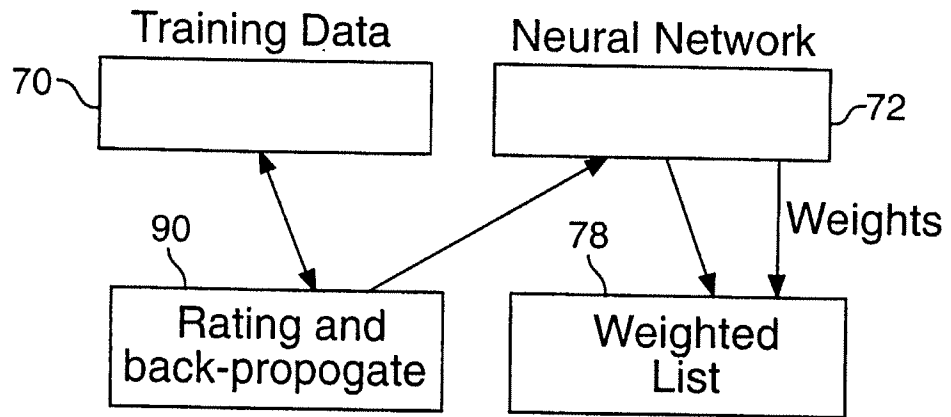 Training Data
Neural Network
70
72
Weights
90
78
Rating and
back-propogate
Weighted
List